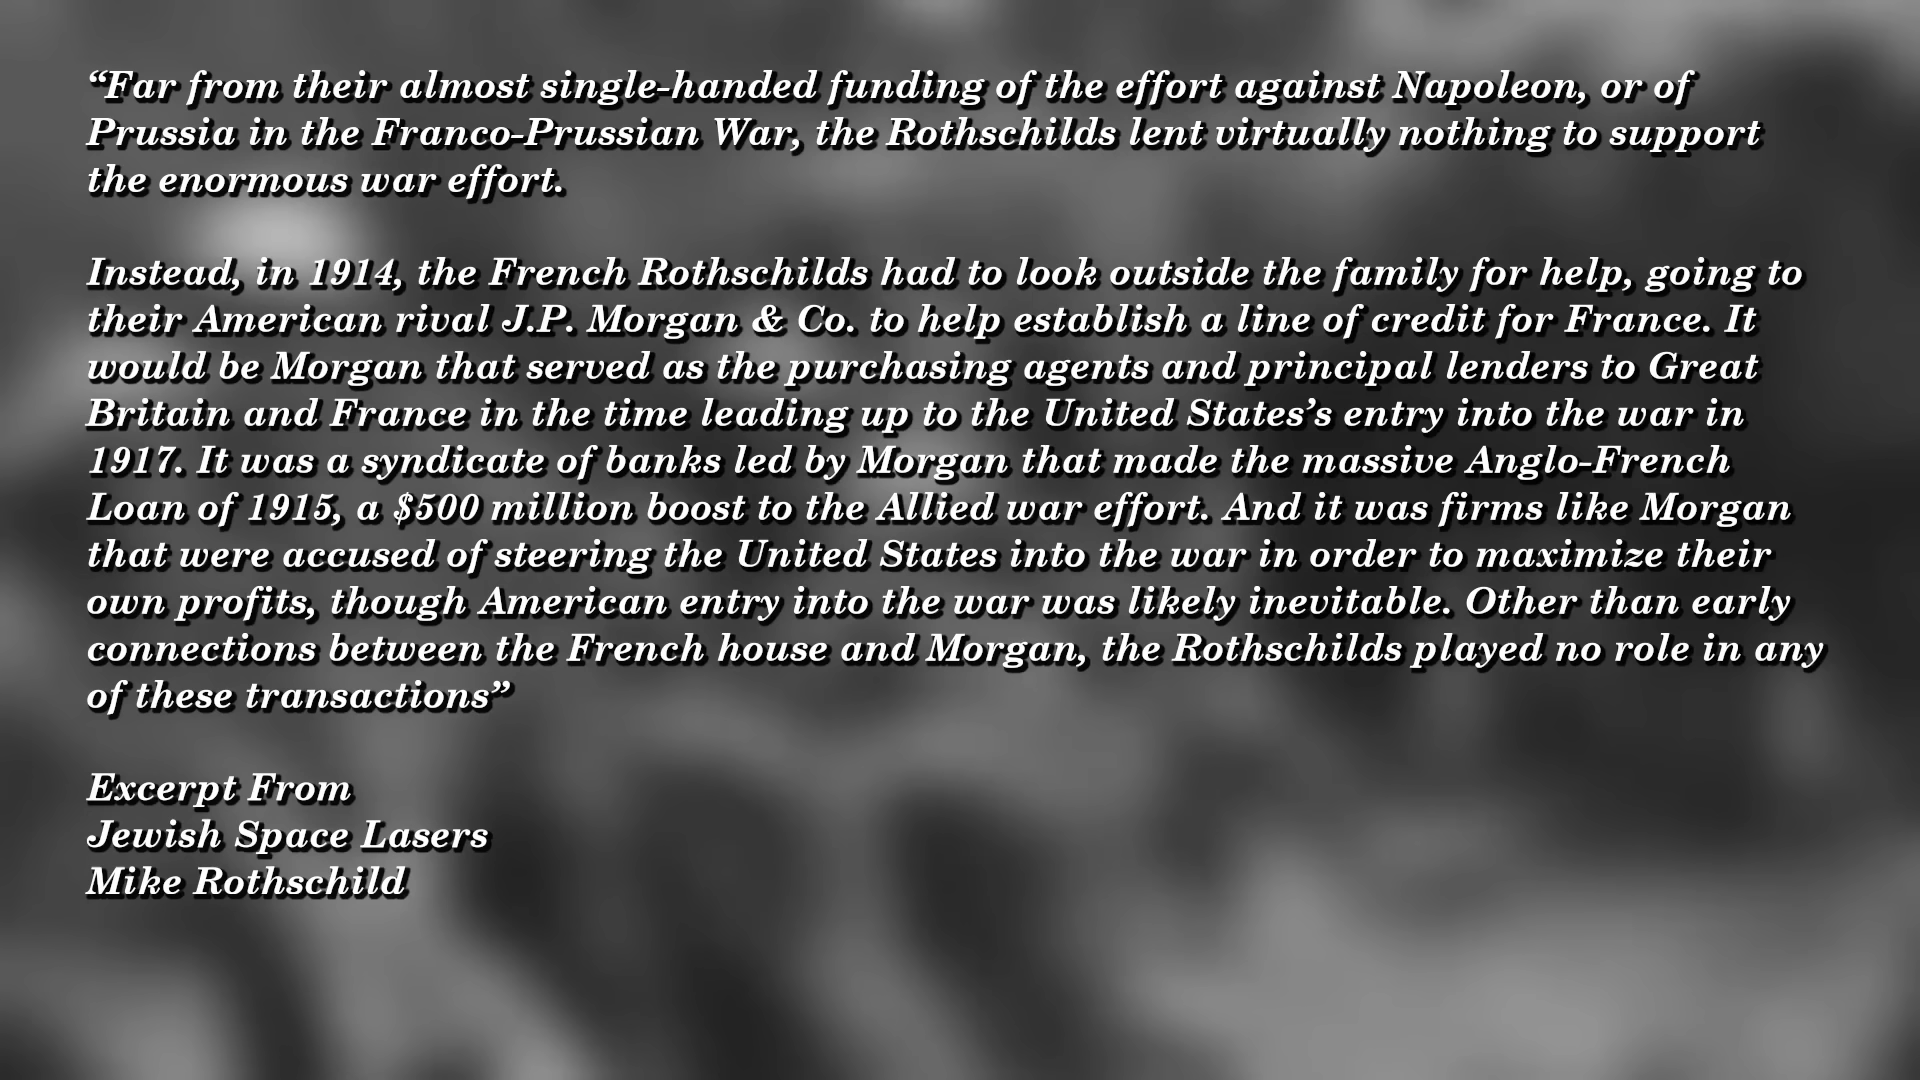 “Far from their almost single-handed funding of the effort against Napoleon, or of
Prussia in the Franco-Prussian War, the Rothschilds lent virtually nothing to support
the enormous war effort.
Instead, in 1914, the French Rothschilds had to look outside the family for help, going to
their American rival J.P. Morgan & Co. to help establish a line of credit for France. It
would be Morgan that served as the purchasing agents and principal lenders to Great
Britain and France in the time leading up to the United States’s entry into the war in
1917. It was a syndicate of banks led by Morgan that made the massive Anglo-French
Loan of 1915, a $500 million boost to the Allied war effort. And it was firms like Morgan
that were accused of steering the United States into the war in order to maximize their
own profits, though American entry into the war was likely inevitable. Other than early
connections between the French house and Morgan, the Rothschilds played no role in any
of these transactions”
Excerpt From
Jewish Space Lasers
Mike Rothschild